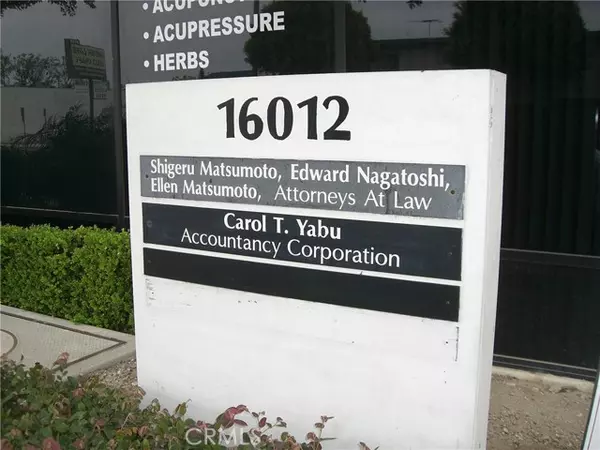 • ACUPRESSURE
• HERBS
16012
Shigeru Matsumoto, Edward Nagatoshi,
Ellen Matsumoto, Attorneys At Law
Carol T. Yabu
Accountancy Corporation
CRMLS